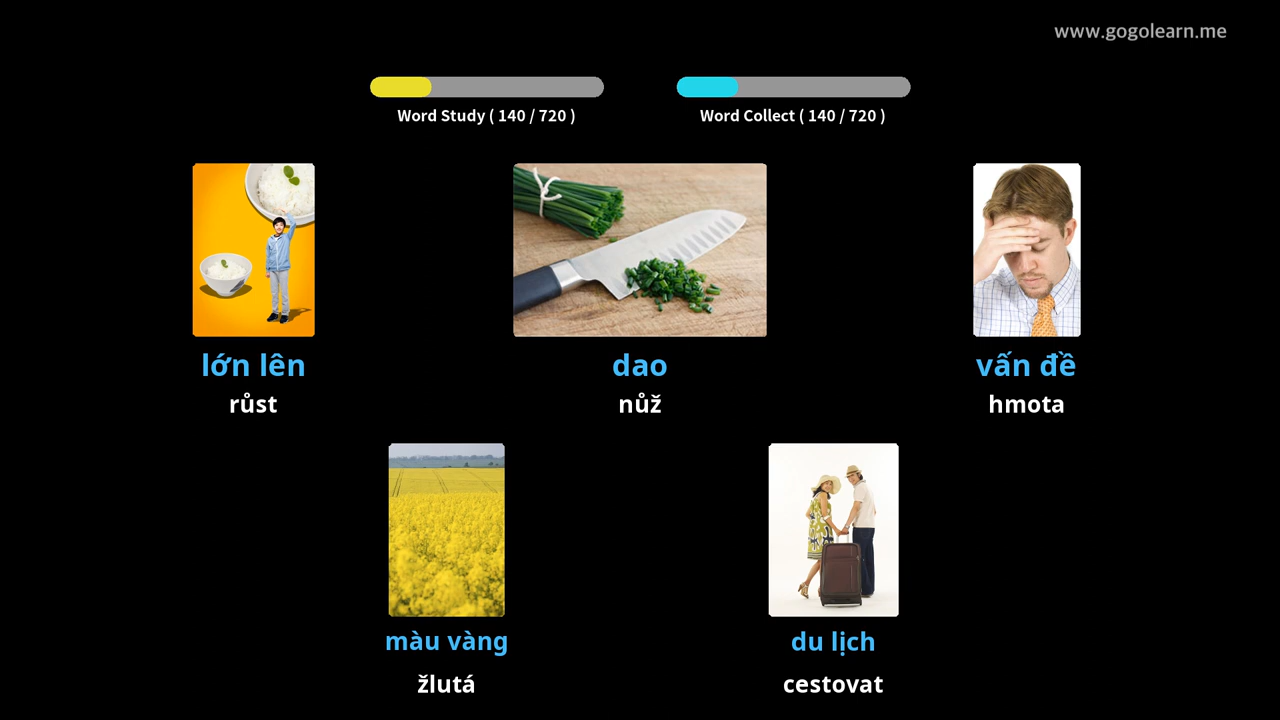 www.gogolearn.me
Word Study ( 140 / 720 )
Word Collect ( 140 / 720 )
lớn lên
růst
dao
nůž
vấn đề
hmota
màu vàng
žlutá
du lịch
cestovat